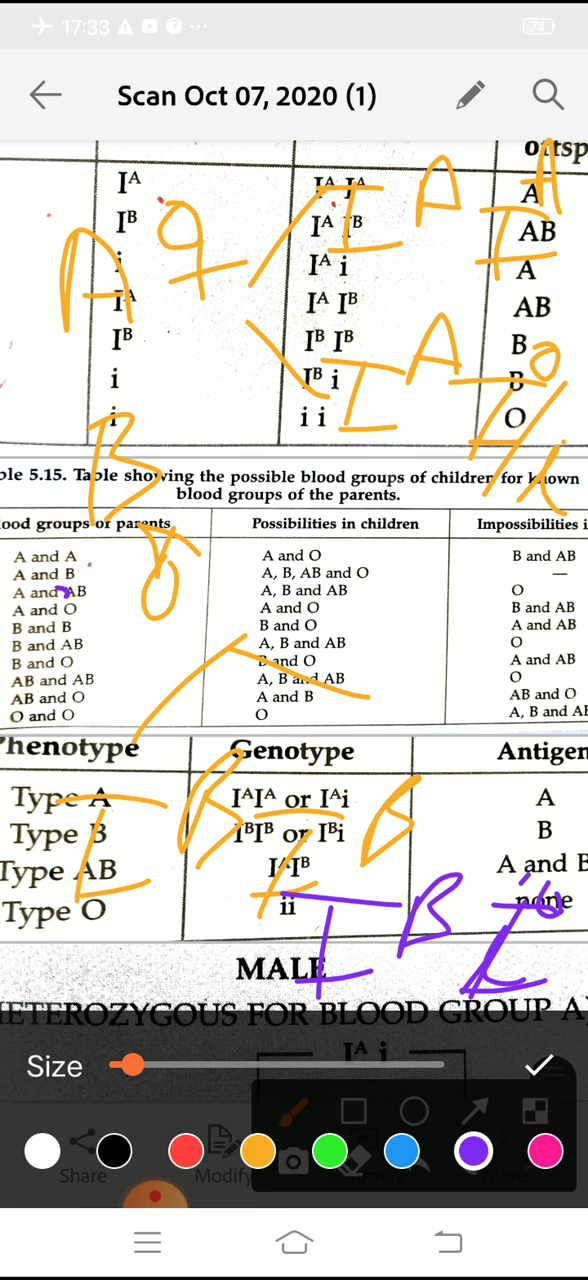 17:33
74
Scan Oct 07, 2020 (1)
Iᴬ Iᴬ Iᴬ A
Iᴮ Iᴬ Iᴮ AB
i Iᴬ i A
Iᴬ Iᴬ Iᴮ AB
Iᴮ Iᴮ Iᴮ B
i Iᴮ i B
i i i O
ble 5.15. Table showing the possible blood groups of children for known
blood groups of the parents.
lood groups of parents Possibilities in children Impossibilities i
A and A A and O B and AB
A and B A, B, AB and O —
A and AB A, B and AB O
A and O A and O B and AB
B and B B and O A and AB
B and AB A, B and AB O
B and O B and O A and AB
AB and AB A, B and AB O
AB and O A and B AB and O
O and O O A, B and AB
Phenotype Genotype Antigen
Type A IᴬIᴬ or Iᴬi A
Type B IᴮIᴮ or Iᴮi B
Type AB IᴬIᴮ A and B
Type O ii none
A
B
I A
I A
I B
I B i
MALE
HETEROZYGOUS FOR BLOOD GROUP A
Iᴬ i
Size
Share
Modify
More